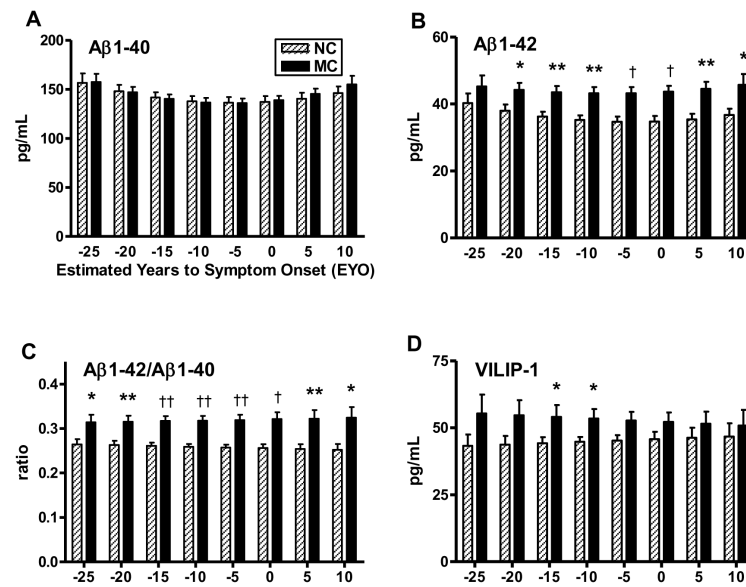 A
Aβ1-40
NC
MC
200
150
100
50
0
pg/mL
-25 -20 -15 -10 -5 0 5 10
Estimated Years to Symptom Onset (EYO)
B
Aβ1-42
* ** ** † † ** *
60
40
20
0
pg/mL
-25 -20 -15 -10 -5 0 5 10
C
Aβ1-42/Aβ1-40
* ** †† †† †† † ** *
0.4
0.3
0.2
0.1
0.0
ratio
-25 -20 -15 -10 -5 0 5 10
D
VILIP-1
* *
75
50
25
0
pg/mL
-25 -20 -15 -10 -5 0 5 10